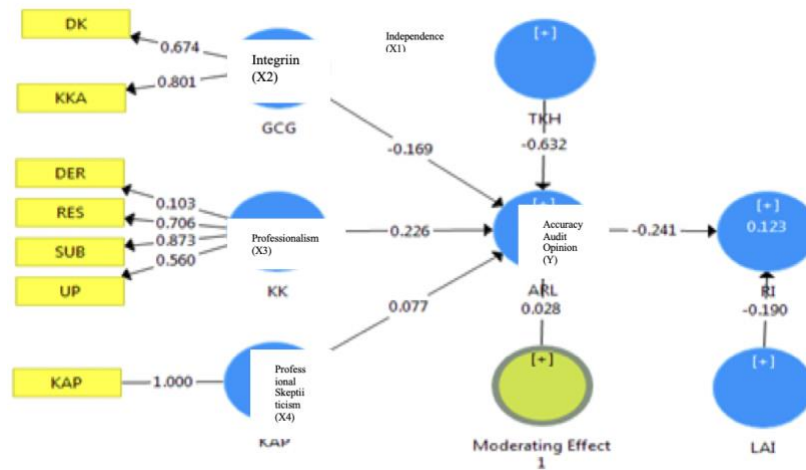 DK
0.674
KKA
0.801
Integriin
(X2)
GCG
Independence
(X1)
[+]
TKH
-0.632
-0.169
DER
0.103
RES
0.706
SUB
0.873
UP
0.560
Professionalism
(X3)
KK
0.226
[+]
Accuracy
Audit
Opinion
(Y)
ARL
0.028
-0.241
[+]
0.123
RI
-0.190
0.077
KAP
1.000
Profess
ional
Skeptii
ticism
(X4)
KAP
[+]
Moderating Effect
1
[+]
LAI